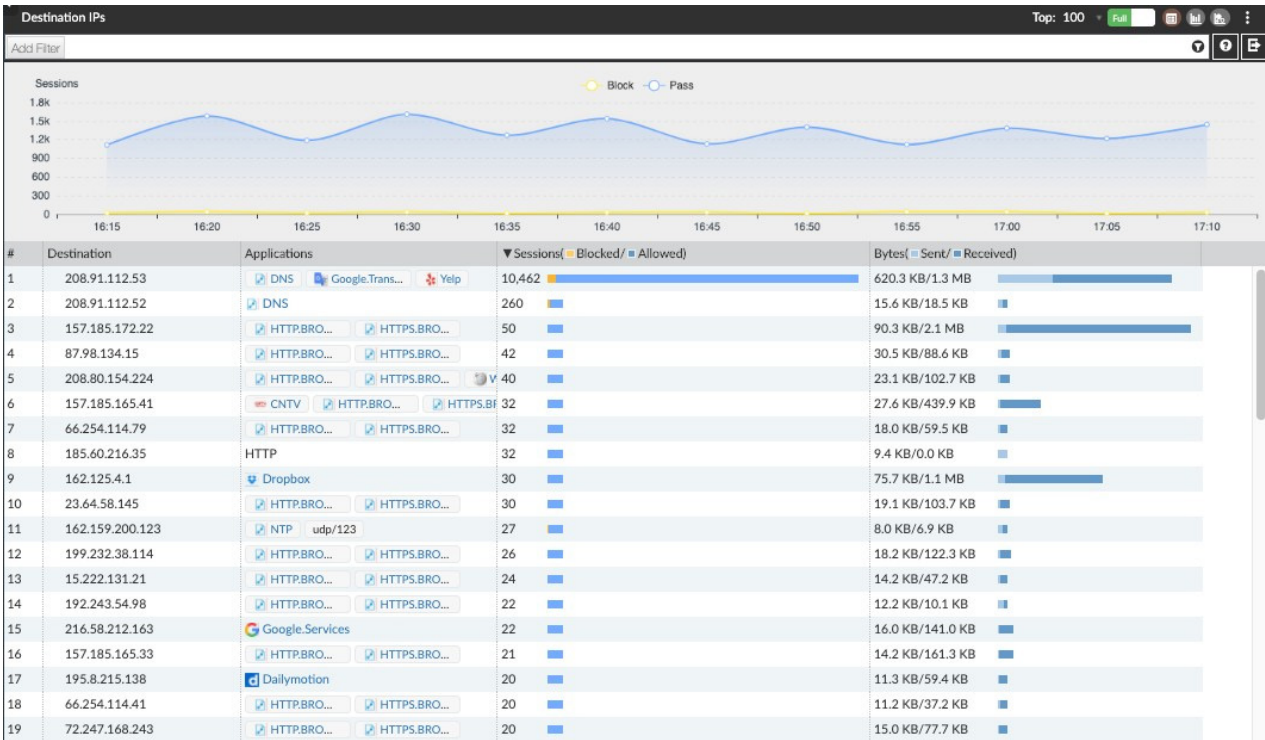 Destination IPs Top: 100 Full
Add Filter
Sessions Block Pass
1.8k
1.5k
1.2k
900
600
300
0
16:15 16:20 16:25 16:30 16:35 16:40 16:45 16:50 16:55 17:00 17:05 17:10
# Destination Applications ▼Sessions( Blocked/ Allowed) Bytes( Sent/ Received)
1 208.91.112.53 DNS Google.Trans... Yelp 10,462 620.3 KB/1.3 MB
2 208.91.112.52 DNS 260 15.6 KB/18.5 KB
3 157.185.172.22 HTTP.BRO... HTTPS.BRO... 50 90.3 KB/2.1 MB
4 87.98.134.15 HTTP.BRO... HTTPS.BRO... 42 30.5 KB/88.6 KB
5 208.80.154.224 HTTP.BRO... HTTPS.BRO... 40 23.1 KB/102.7 KB
6 157.185.165.41 CNTV HTTP.BRO... HTTPS.BR 32 27.6 KB/439.9 KB
7 66.254.114.79 HTTP.BRO... HTTPS.BRO... 32 18.0 KB/59.5 KB
8 185.60.216.35 HTTP 32 9.4 KB/0.0 KB
9 162.125.4.1 Dropbox 30 75.7 KB/1.1 MB
10 23.64.58.145 HTTP.BRO... HTTPS.BRO... 30 19.1 KB/103.7 KB
11 162.159.200.123 NTP udp/123 27 8.0 KB/6.9 KB
12 199.232.38.114 HTTP.BRO... HTTPS.BRO... 26 18.2 KB/122.3 KB
13 15.222.131.21 HTTP.BRO... HTTPS.BRO... 24 14.2 KB/47.2 KB
14 192.243.54.98 HTTP.BRO... HTTPS.BRO... 22 12.2 KB/10.1 KB
15 216.58.212.163 Google.Services 22 16.0 KB/141.0 KB
16 157.185.165.33 HTTP.BRO... HTTPS.BRO... 21 14.2 KB/161.3 KB
17 195.8.215.138 Dailymotion 20 11.3 KB/59.4 KB
18 66.254.114.41 HTTP.BRO... HTTPS.BRO... 20 11.2 KB/37.2 KB
19 72.247.168.243 HTTP.BRO... HTTPS.BRO... 20 15.0 KB/77.7 KB